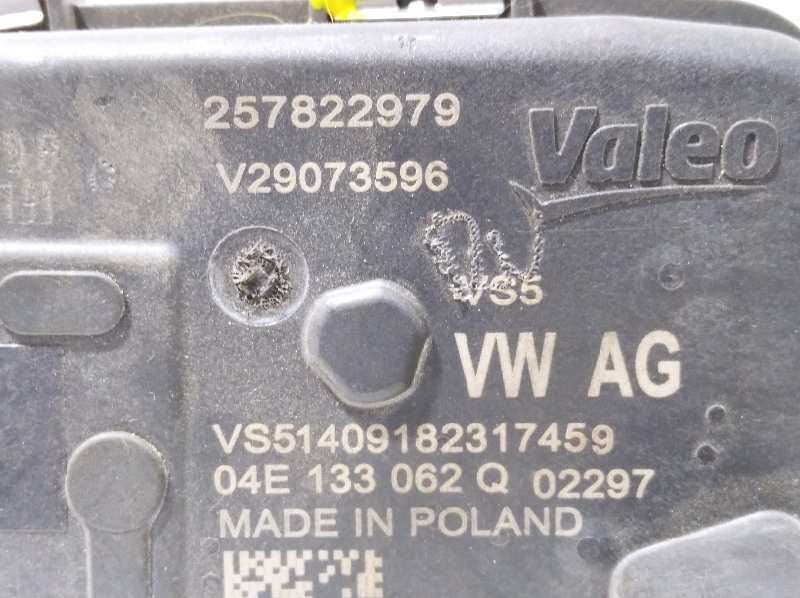 257822979
Valeo
V29073596
VS5
VW AG
VS51409182317459
04E 133 062 Q 02297
MADE IN POLAND